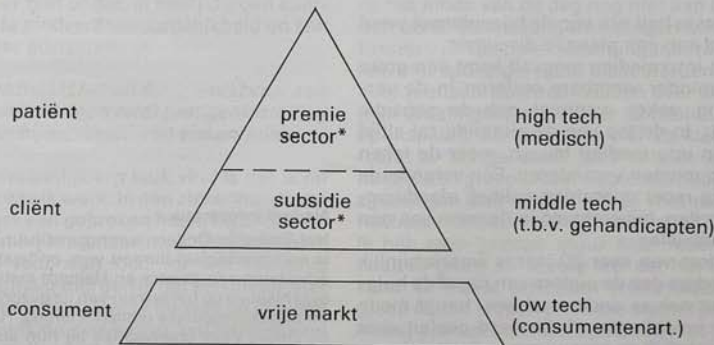 patiënt
premie
sector*
high tech
(medisch)
cliënt
subsidie
sector*
middle tech
(t.b.v. gehandicapten)
consument
vrije markt
low tech
(consumentenart.)